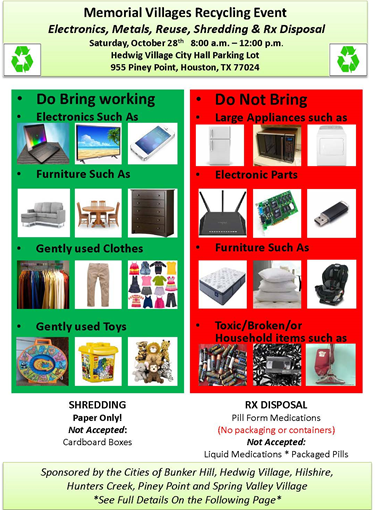 Memorial Villages Recycling Event
Electronics, Metals, Reuse, Shredding & Rx Disposal
Saturday, October 28th 8:00 a.m. – 12:00 p.m.
Hedwig Village City Hall Parking Lot
955 Piney Point, Houston, TX 77024
• Do Bring working
• Electronics Such As
• Furniture Such As
• Gently used Clothes
• Gently used Toys
• Do Not Bring
• Large Appliances such as
• Electronic Parts
• Furniture Such As
• Toxic/Broken/or
Household items such as
SHREDDING
Paper Only!
Not Accepted:
Cardboard Boxes
RX DISPOSAL
Pill Form Medications
(No packaging or containers)
Not Accepted:
Liquid Medications * Packaged Pills
Sponsored by the Cities of Bunker Hill, Hedwig Village, Hilshire,
Hunters Creek, Piney Point and Spring Valley Village
*See Full Details On the Following Page*